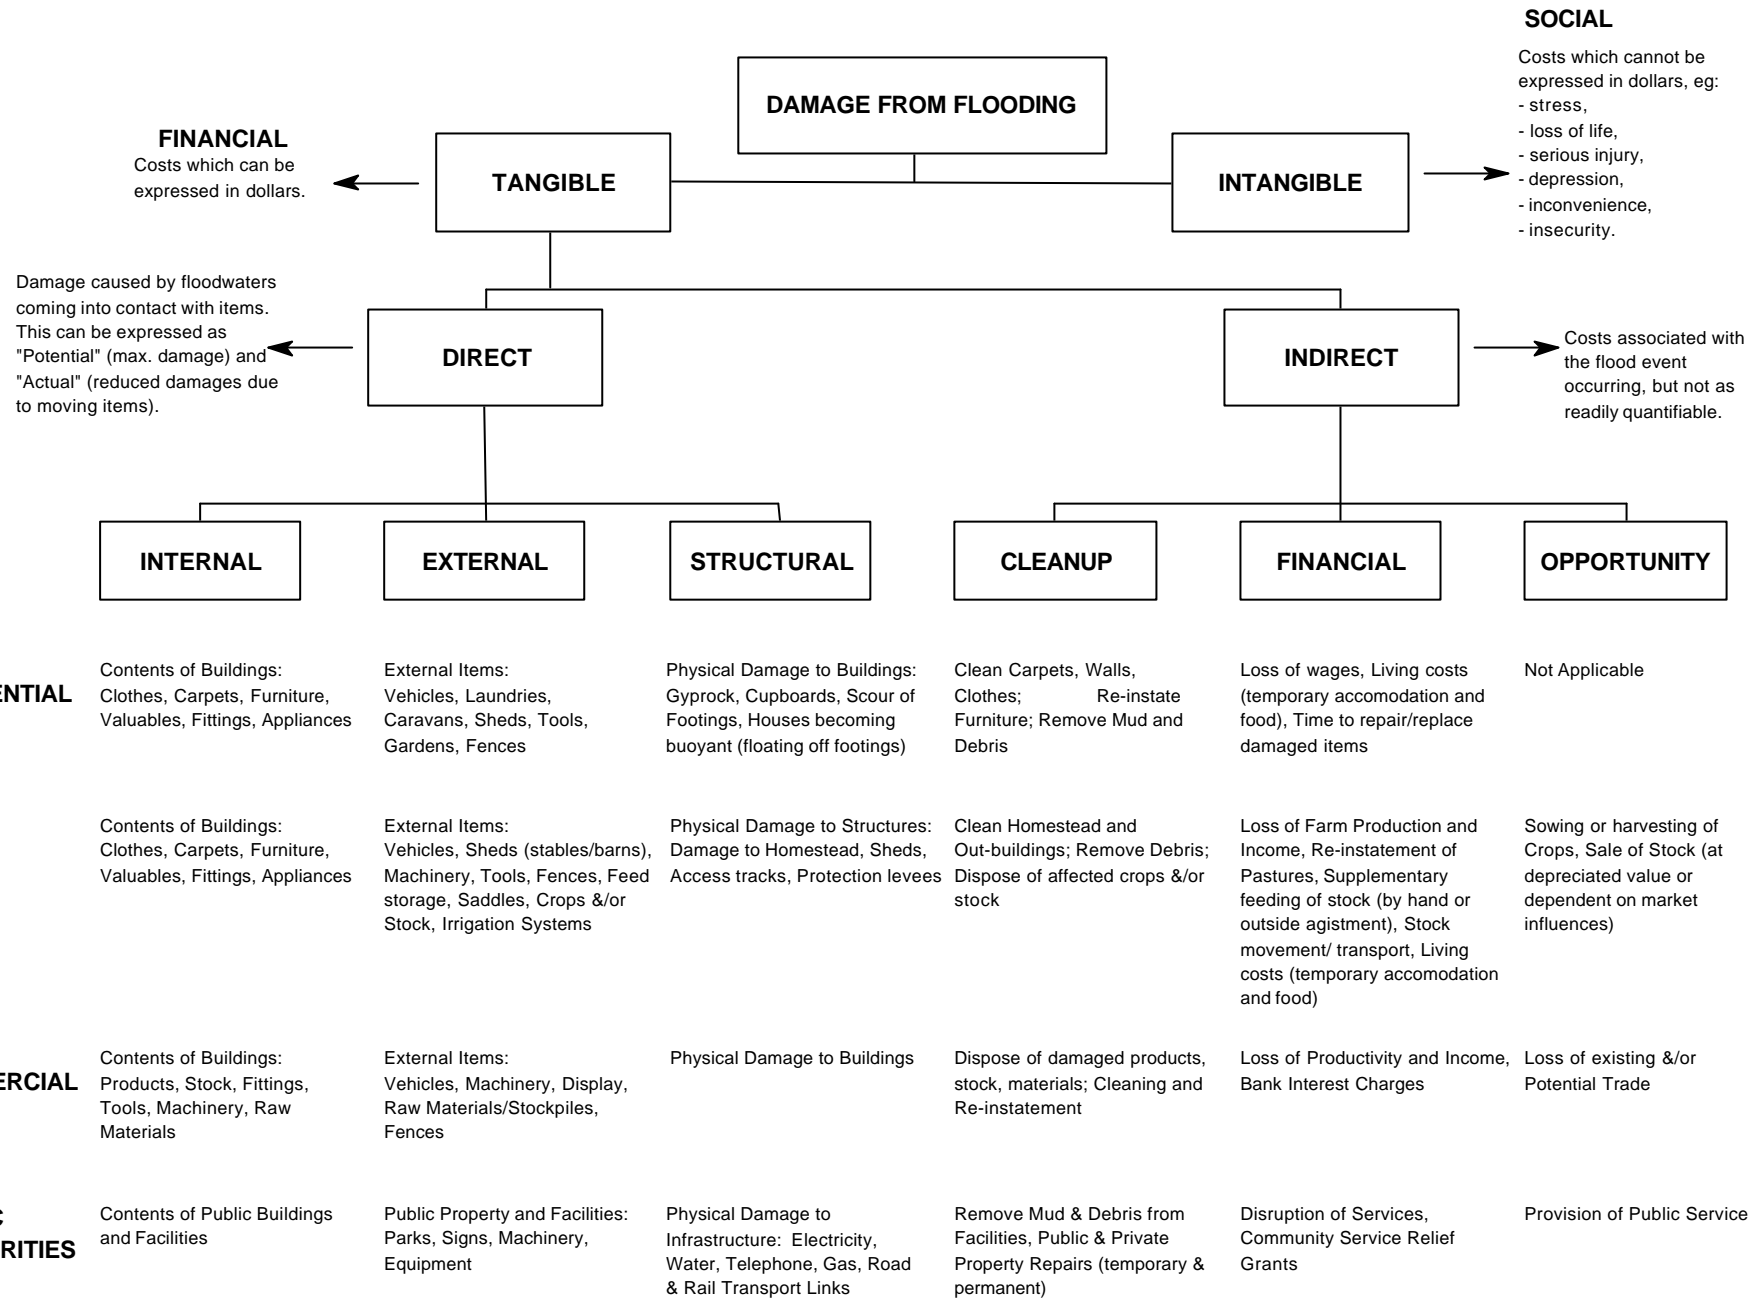 SOCIAL
Costs which cannot be
expressed in dollars, eg:
- stress,
- loss of life,
- serious injury,
- depression,
- inconvenience,
- insecurity.
DAMAGE FROM FLOODING
FINANCIAL
Costs which can be
expressed in dollars.
TANGIBLE
INTANGIBLE
Damage caused by floodwaters
coming into contact with items.
This can be expressed as
"Potential" (max. damage) and
"Actual" (reduced damages due
to moving items).
DIRECT
INDIRECT
Costs associated with
the flood event
occurring, but not as
readily quantifiable.
INTERNAL
EXTERNAL
STRUCTURAL
CLEANUP
FINANCIAL
OPPORTUNITY
ENTIAL
Contents of Buildings:
Clothes, Carpets, Furniture,
Valuables, Fittings, Appliances
External Items:
Vehicles, Laundries,
Caravans, Sheds, Tools,
Gardens, Fences
Physical Damage to Buildings:
Gyprock, Cupboards, Scour of
Footings, Houses becoming
buoyant (floating off footings)
Clean Carpets, Walls,
Clothes; Re-instate
Furniture; Remove Mud and
Debris
Loss of wages, Living costs
(temporary accomodation and
food), Time to repair/replace
damaged items
Not Applicable
Contents of Buildings:
Clothes, Carpets, Furniture,
Valuables, Fittings, Appliances
External Items:
Vehicles, Sheds (stables/barns),
Machinery, Tools, Fences, Feed
storage, Saddles, Crops &/or
Stock, Irrigation Systems
Physical Damage to Structures:
Damage to Homestead, Sheds,
Access tracks, Protection levees
Clean Homestead and
Out-buildings; Remove Debris;
Dispose of affected crops &/or
stock
Loss of Farm Production and
Income, Re-instatement of
Pastures, Supplementary
feeding of stock (by hand or
outside agistment), Stock
movement/ transport, Living
costs (temporary accomodation
and food)
Sowing or harvesting of
Crops, Sale of Stock (at
depreciated value or
dependent on market
influences)
ERCIAL
Contents of Buildings:
Products, Stock, Fittings,
Tools, Machinery, Raw
Materials
External Items:
Vehicles, Machinery, Display,
Raw Materials/Stockpiles,
Fences
Physical Damage to Buildings
Dispose of damaged products,
stock, materials; Cleaning and
Re-instatement
Loss of Productivity and Income,
Bank Interest Charges
Loss of existing &/or
Potential Trade
RITIES
Contents of Public Buildings
and Facilities
Public Property and Facilities:
Parks, Signs, Machinery,
Equipment
Physical Damage to
Infrastructure: Electricity,
Water, Telephone, Gas, Road
& Rail Transport Links
Remove Mud & Debris from
Facilities, Public & Private
Property Repairs (temporary &
permanent)
Disruption of Services,
Community Service Relief
Grants
Provision of Public Service